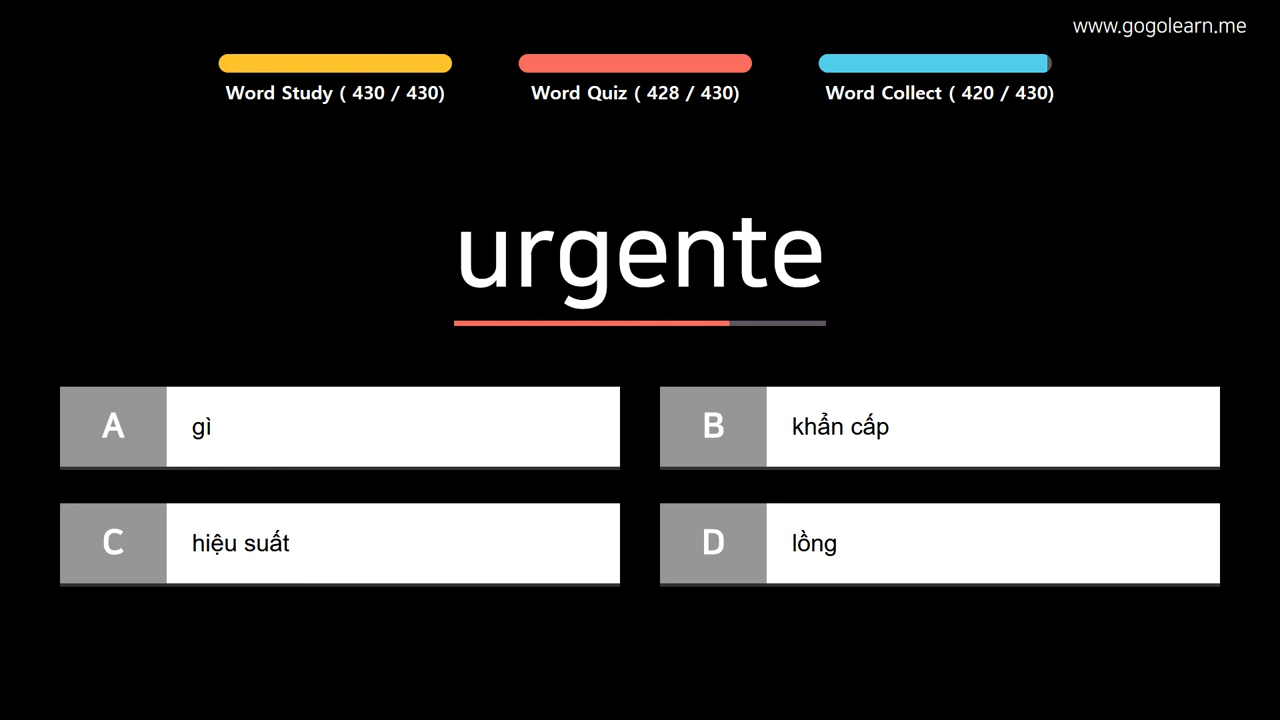 www.gogolearn.me
Word Study ( 430 / 430)
Word Quiz ( 428 / 430)
Word Collect ( 420 / 430)
urgente
A
gì
B
khẩn cấp
C
hiệu suất
D
lồng